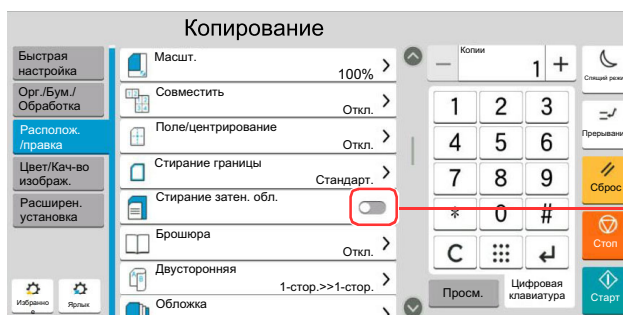 Копирование
Быстрая
настройка
Орг./Бум./
Обработка
Располож.
/правка
Цвет/Кач-во
изображ.
Расширен.
установка
Избранно
е
Ярлык
Масшт.
100%
Совместить
Откл.
Поле/центрирование
Откл.
Стирание границы
Стандарт.
Стирание затен. обл.
Брошюра
Откл.
Двусторонняя
1-стор.>>1-стор.
Обложка
Копии
− 1 +
1 2 3
4 5 6
7 8 9
* 0 #
C
Просм.
Цифровая
клавиатура
Спящий режи
Прерывани
Сброс
Стоп
Старт